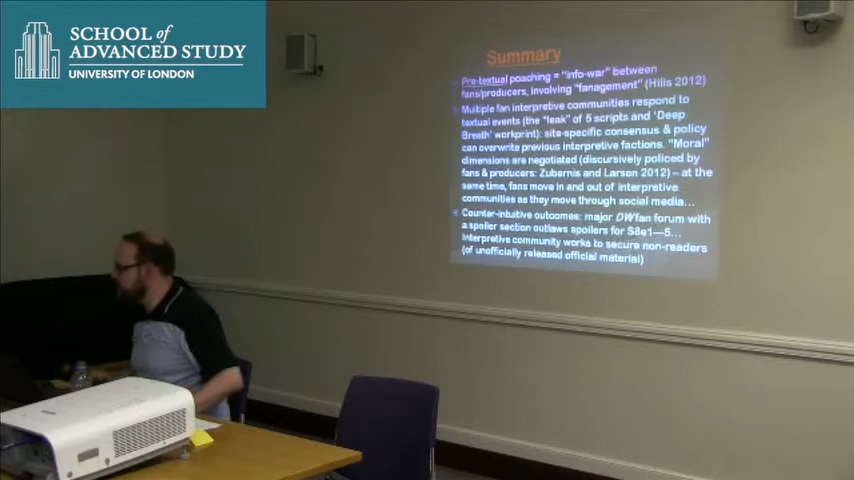 SCHOOL of
ADVANCED STUDY
UNIVERSITY OF LONDON
Summary
Pre-textual poaching = "info-war" between
fans/producers, involving "fanagement" (Hills 2012)
Multiple fan interpretive communities respond to
textual events (the "leak" of 5 scripts and 'Deep
Breath' workprint): site-specific consensus & policy
can overwrite previous interpretive factions. "Moral"
dimensions are negotiated (discursively policed by
fans & producers: Zubernis and Larsen 2012) – at the
same time, fans move in and out of interpretive
communities as they move through social media...
Counter-intuitive outcomes: major DW fan forum with
a spoiler section outlaws spoilers for S8e1—5...
Interpretive community works to secure non-readers
(of unofficially released official material)